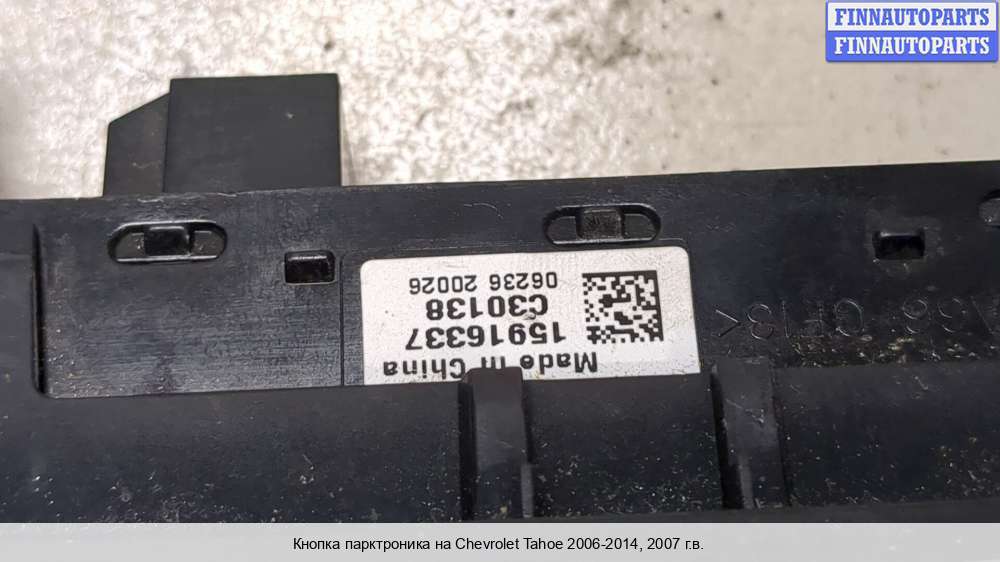 FINNAUTOPARTS
FINNAUTOPARTS
Made in China
15916337
C30138
06236 20026
Кнопка парктроника на Chevrolet Tahoe 2006-2014, 2007 г.в.